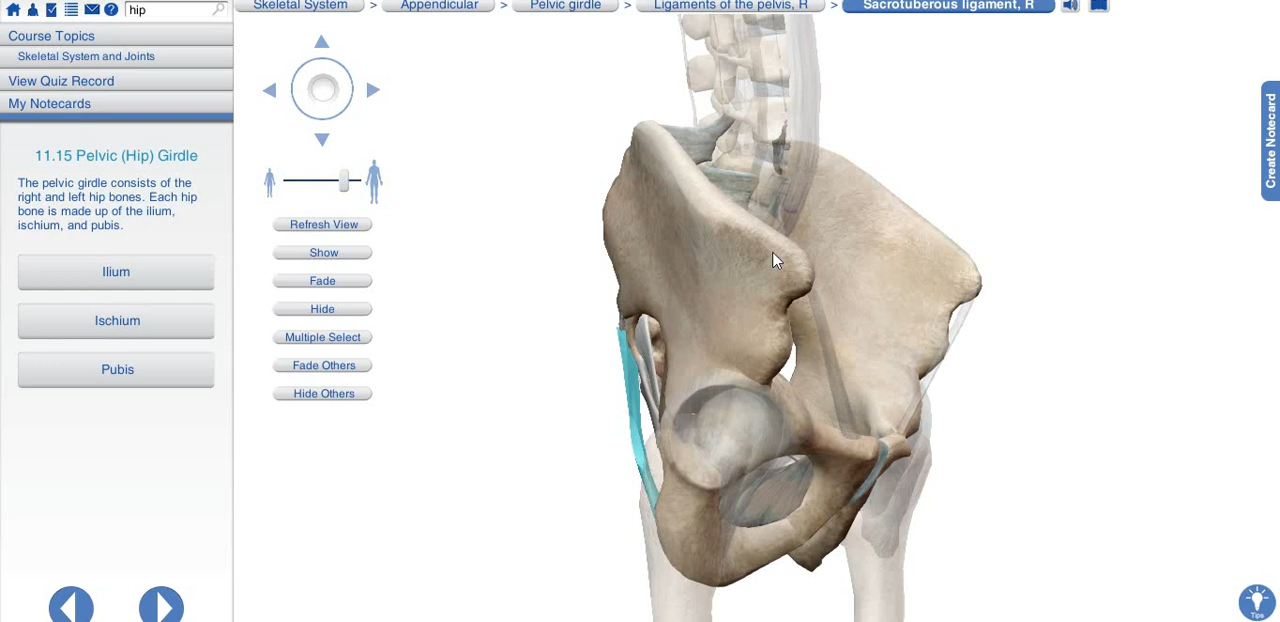 hip
Skeletal System > Appendicular > Pelvic girdle > Ligaments of the pelvis, R > Sacrotuberous ligament, R
Course Topics
Skeletal System and Joints
View Quiz Record
My Notecards
11.15 Pelvic (Hip) Girdle
The pelvic girdle consists of the
right and left hip bones. Each hip
bone is made up of the ilium,
ischium, and pubis.
Ilium
Ischium
Pubis
Refresh View
Show
Fade
Hide
Multiple Select
Fade Others
Hide Others
Create Notecard
Tips